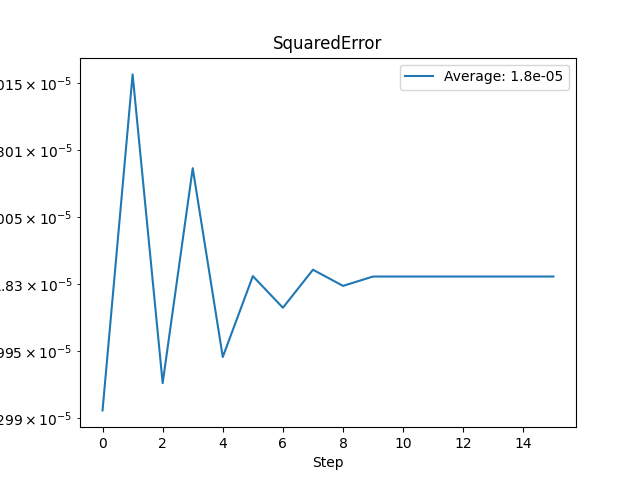 SquaredError
Average: 1.8e-05
015 × 10⁻⁵
301 × 10⁻⁵
005 × 10⁻⁵
.83 × 10⁻⁵
995 × 10⁻⁵
299 × 10⁻⁵
0 2 4 6 8 10 12 14
Step